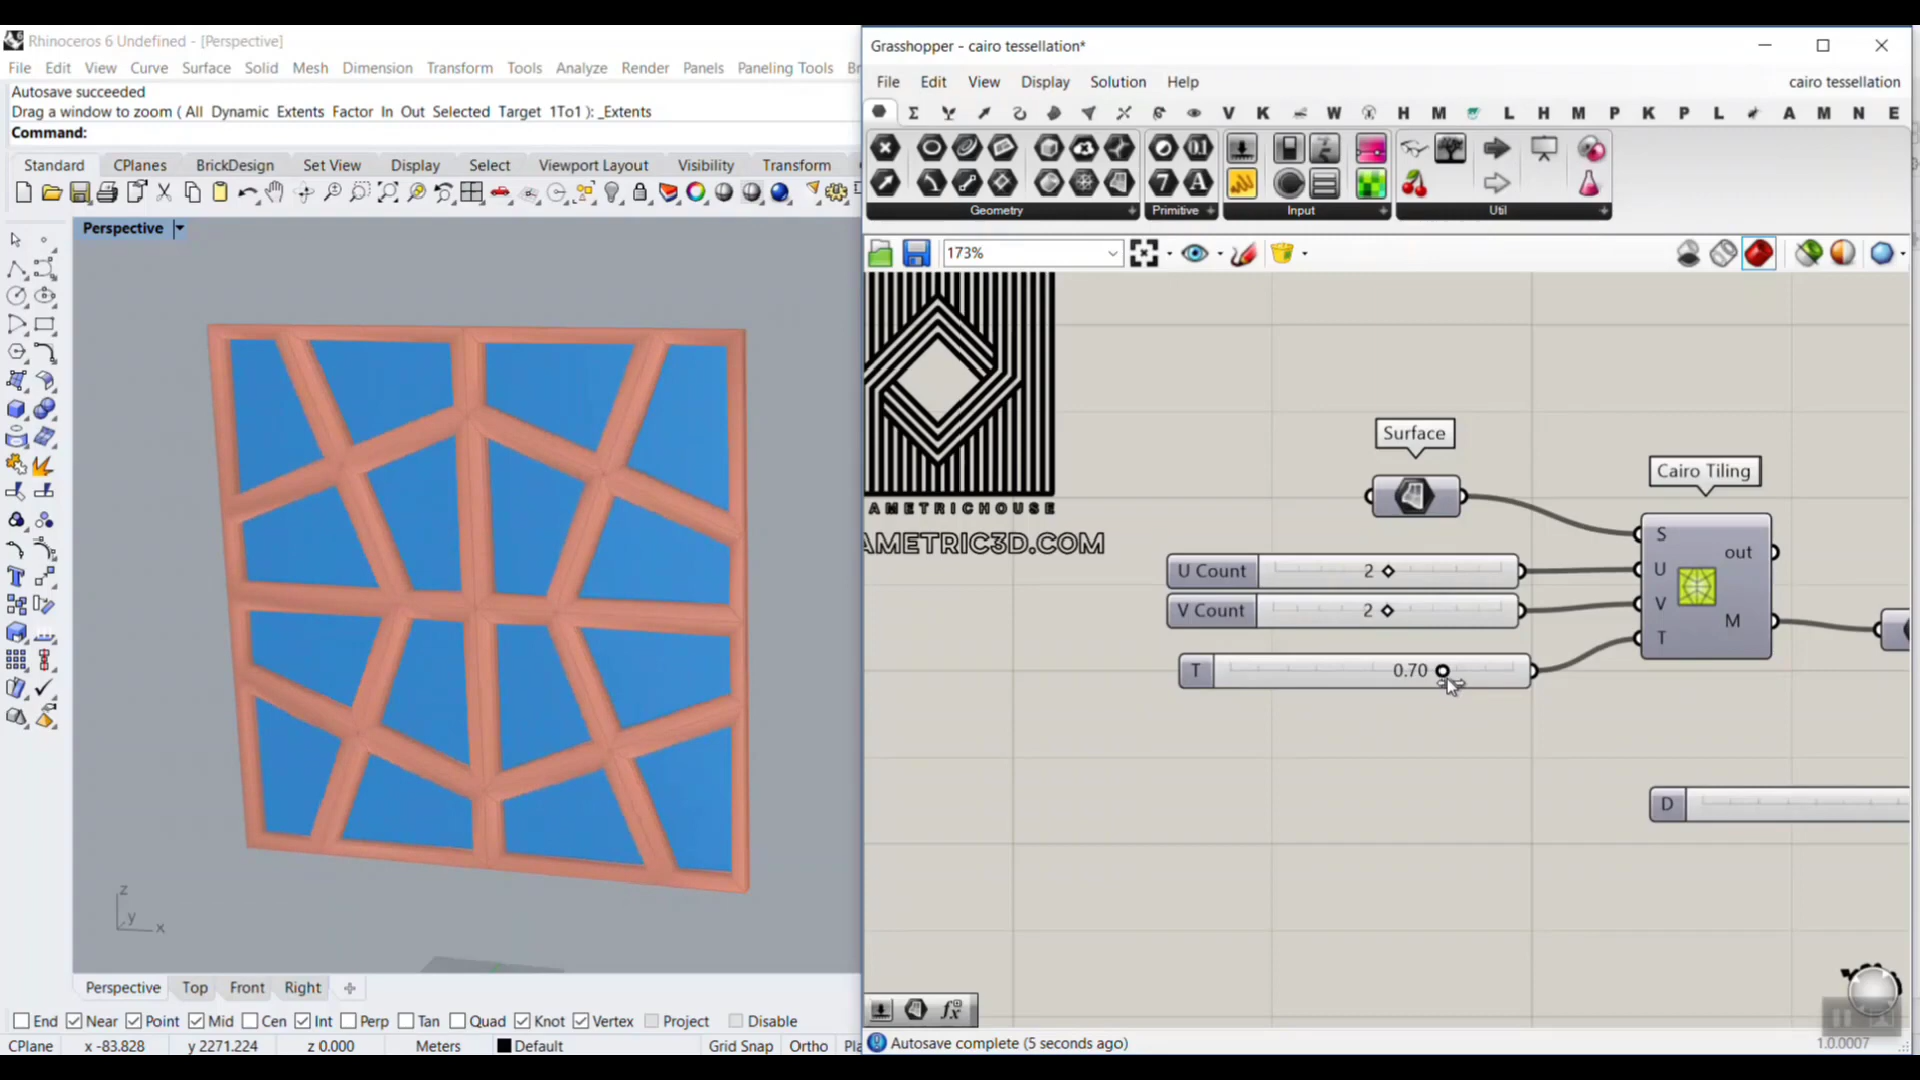 Rhinoceros 6 Undefined - [Perspective]
File Edit View Curve Surface Solid Mesh Dimension Transform Tools Analyze Render Panels Paneling Tools Br
Autosave succeeded
Drag a window to zoom ( All Dynamic Extents Factor In Out Selected Target 1To1 ): _Extents
Command:
Standard CPlanes BrickDesign Set View Display Select Viewport Layout Visibility Transform
Perspective
z
y
x
Perspective Top Front Right
End Near Point Mid Cen Int Perp Tan Quad Knot Vertex Project Disable
CPlane x -83.828 y 2271.224 z 0.000 Meters Default Grid Snap Ortho Pla
Grasshopper - cairo tessellation*
File Edit View Display Solution Help cairo tessellation
V K W H M L H M P K P L A M N E
Geometry Primitive Input Util
173%
AMETRICHOUSE
AMETRIC3D.COM
Surface
Cairo Tiling
S
U
V
T
out
M
U Count 2
V Count 2
T 0.70
D
Autosave complete (5 seconds ago)
1.0.0007